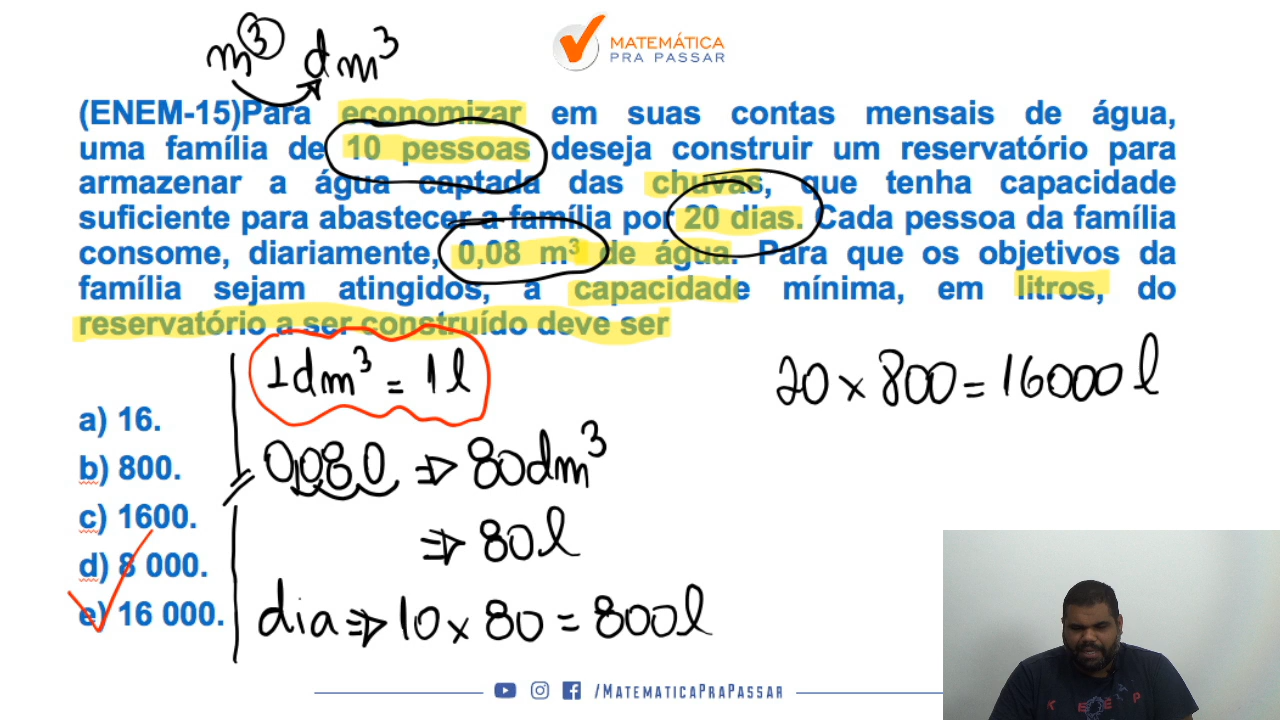 m³ dm³
MATEMÁTICA
PRA PASSAR
(ENEM-15)Para economizar em suas contas mensais de água,
uma família de 10 pessoas deseja construir um reservatório para
armazenar a água captada das chuvas, que tenha capacidade
suficiente para abastecer a família por 20 dias. Cada pessoa da família
consome, diariamente, 0,08 m³ de água. Para que os objetivos da
família sejam atingidos, a capacidade mínima, em litros, do
reservatório a ser construído deve ser
1dm³ = 1l
20 x 800 = 16000 l
a) 16.
b) 800.
c) 1600.
d) 8 000.
e) 16 000.
0,080 ⇒ 80dm³
⇒ 80l
dia ⇒ 10 x 80 = 800l
/MatematicaPraPassar
K E E P